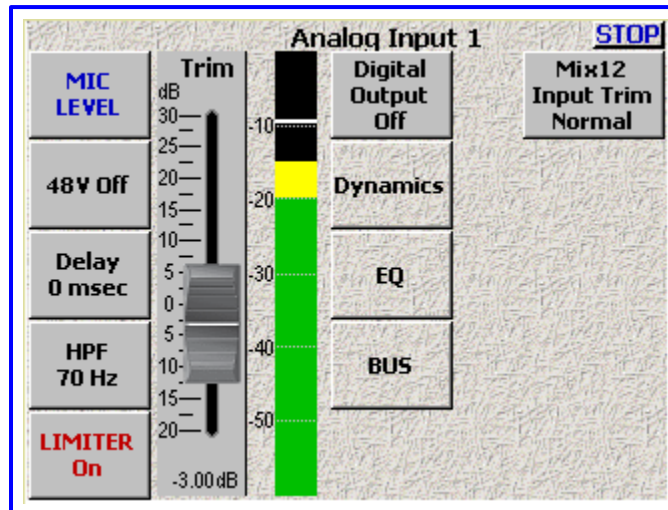 Analog Input 1
STOP
MIC
LEVEL
48V Off
Delay
0 msec
HPF
70 Hz
LIMITER
On
Trim
dB
30
25
20
15
10
5
0
5
10
15
20
-3.00dB
-10
-20
-30
-40
-50
Digital
Output
Off
Dynamics
EQ
BUS
Mix12
Input Trim
Normal